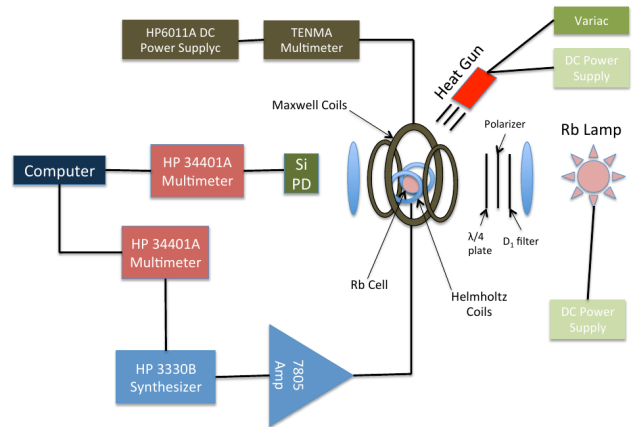 HP6011A DC
Power Supplyc
TENMA
Multimeter
Variac
DC Power
Supply
Heat Gun
Maxwell Coils
Polarizer
Rb Lamp
Computer
HP 34401A
Multimeter
Si
PD
HP 34401A
Multimeter
λ/4
plate
D₁ filter
Rb Cell
Helmholtz
Coils
DC Power
Supply
HP 3330B
Synthesizer
7805
Amp